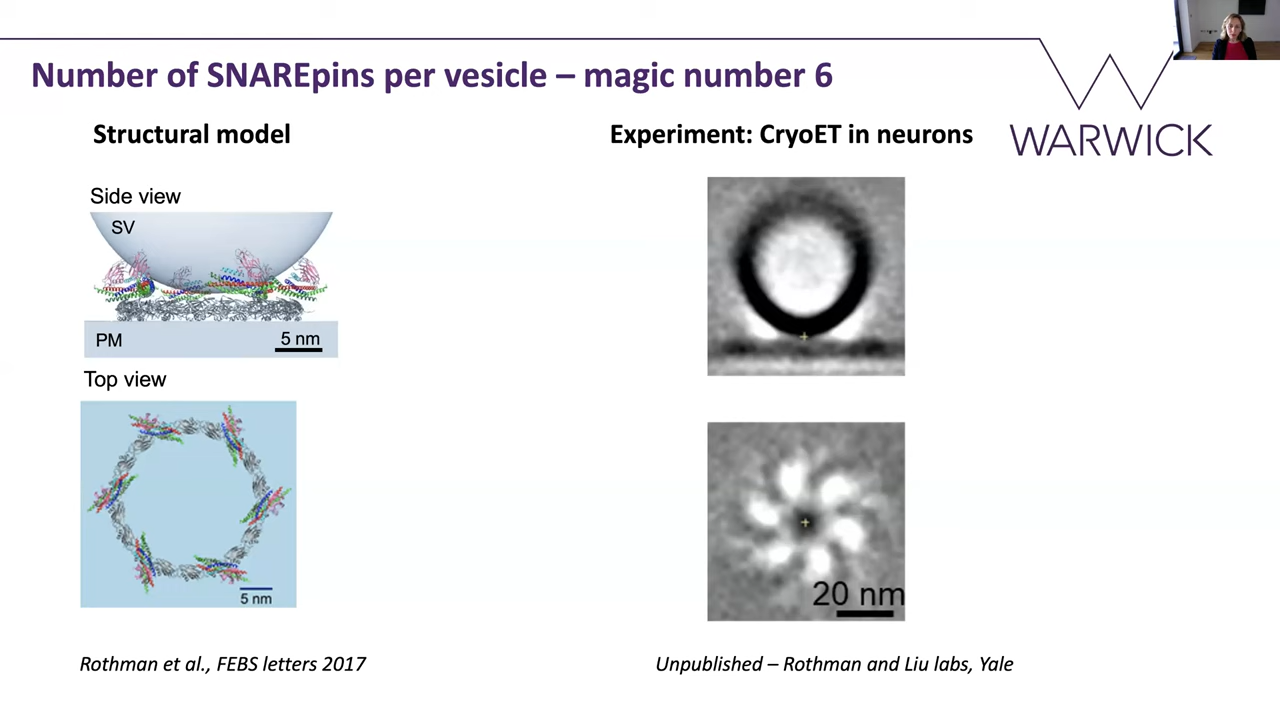 Number of SNAREpins per vesicle – magic number 6
WARWICK
Structural model
Side view
SV
PM
5 nm
Top view
5 nm
Rothman et al., FEBS letters 2017
Experiment: CryoET in neurons
20 nm
Unpublished – Rothman and Liu labs, Yale